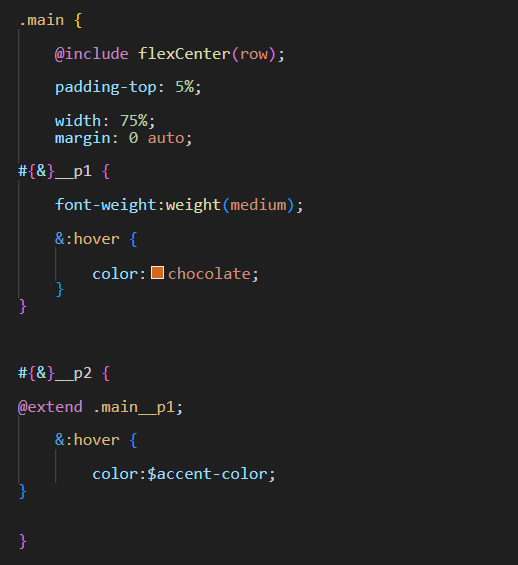 .main {
@include flexCenter(row);
padding-top: 5%;
width: 75%;
margin: 0 auto;
#{&}__p1 {
font-weight:weight(medium);
&:hover {
color:chocolate;
}
}
#{&}__p2 {
@extend .main__p1;
&:hover {
color:$accent-color;
}
}